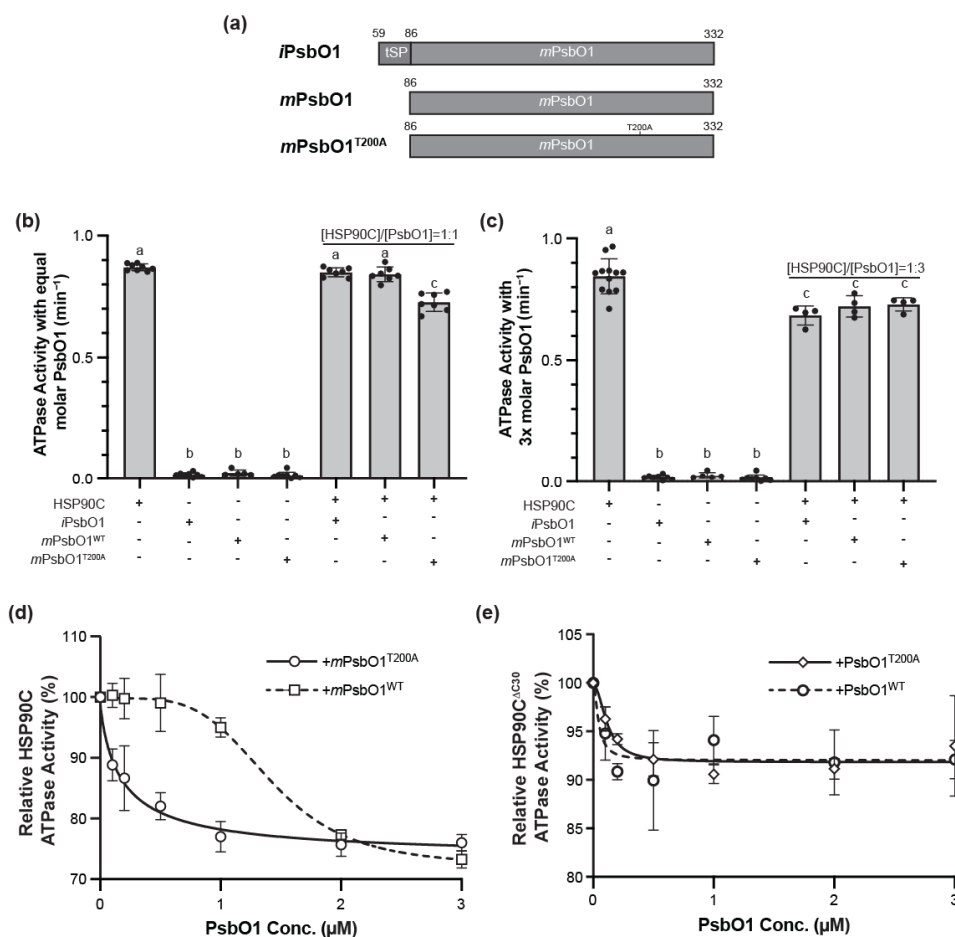 (a)
59 86 332
iPsbO1 tSP mPsbO1
86 332
mPsbO1 mPsbO1
86 T200A 332
mPsbO1T200A mPsbO1
(b)
ATPase Activity with equal
molar PsbO1 (min⁻¹)
1.0
0.5
0.0
[HSP90C]/[PsbO1]=1:1
a b b b a a c
HSP90C + - - - + + +
iPsbO1 - + - - + - -
mPsbO1WT - - + - - + -
mPsbO1T200A - - - + - - +
(c)
ATPase Activity with
3x molar PsbO1 (min⁻¹)
1.0
0.5
0.0
[HSP90C]/[PsbO1]=1:3
a b b b c c c
HSP90C + - - - + + +
iPsbO1 - + - - + - -
mPsbO1WT - - + - - + -
mPsbO1T200A - - - + - - +
(d)
Relative HSP90C
ATPase Activity (%)
110
100
90
80
70
+mPsbO1T200A
+mPsbO1WT
0 1 2 3
PsbO1 Conc. (µM)
(e)
Relative HSP90CΔC30
ATPase Activity (%)
105
100
95
90
85
80
+PsbO1T200A
+PsbO1WT
0 1 2 3
PsbO1 Conc. (µM)